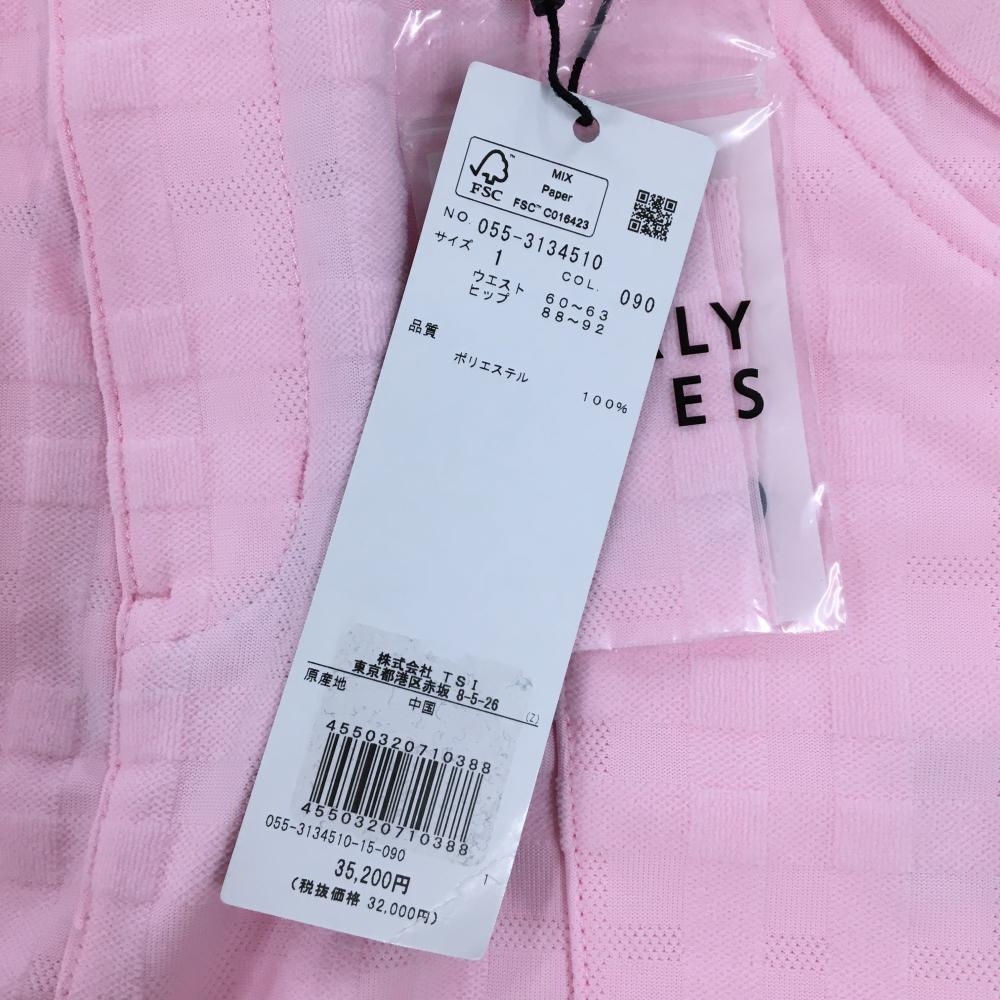 MIX
Paper
FSC™ C016423
FSC™
NO. 055-3134510
サイズ 1 COL. 090
ウエスト 60〜63
ヒップ 88〜92
品質
ポリエステル
100%
LY
ES
株式会社 TSI
東京都港区赤坂 8-5-26
原産地 中国 (Z)
4550320710388
4550320710388
055-3134510-15-090
35,200円 1
(税抜価格 32,000円)